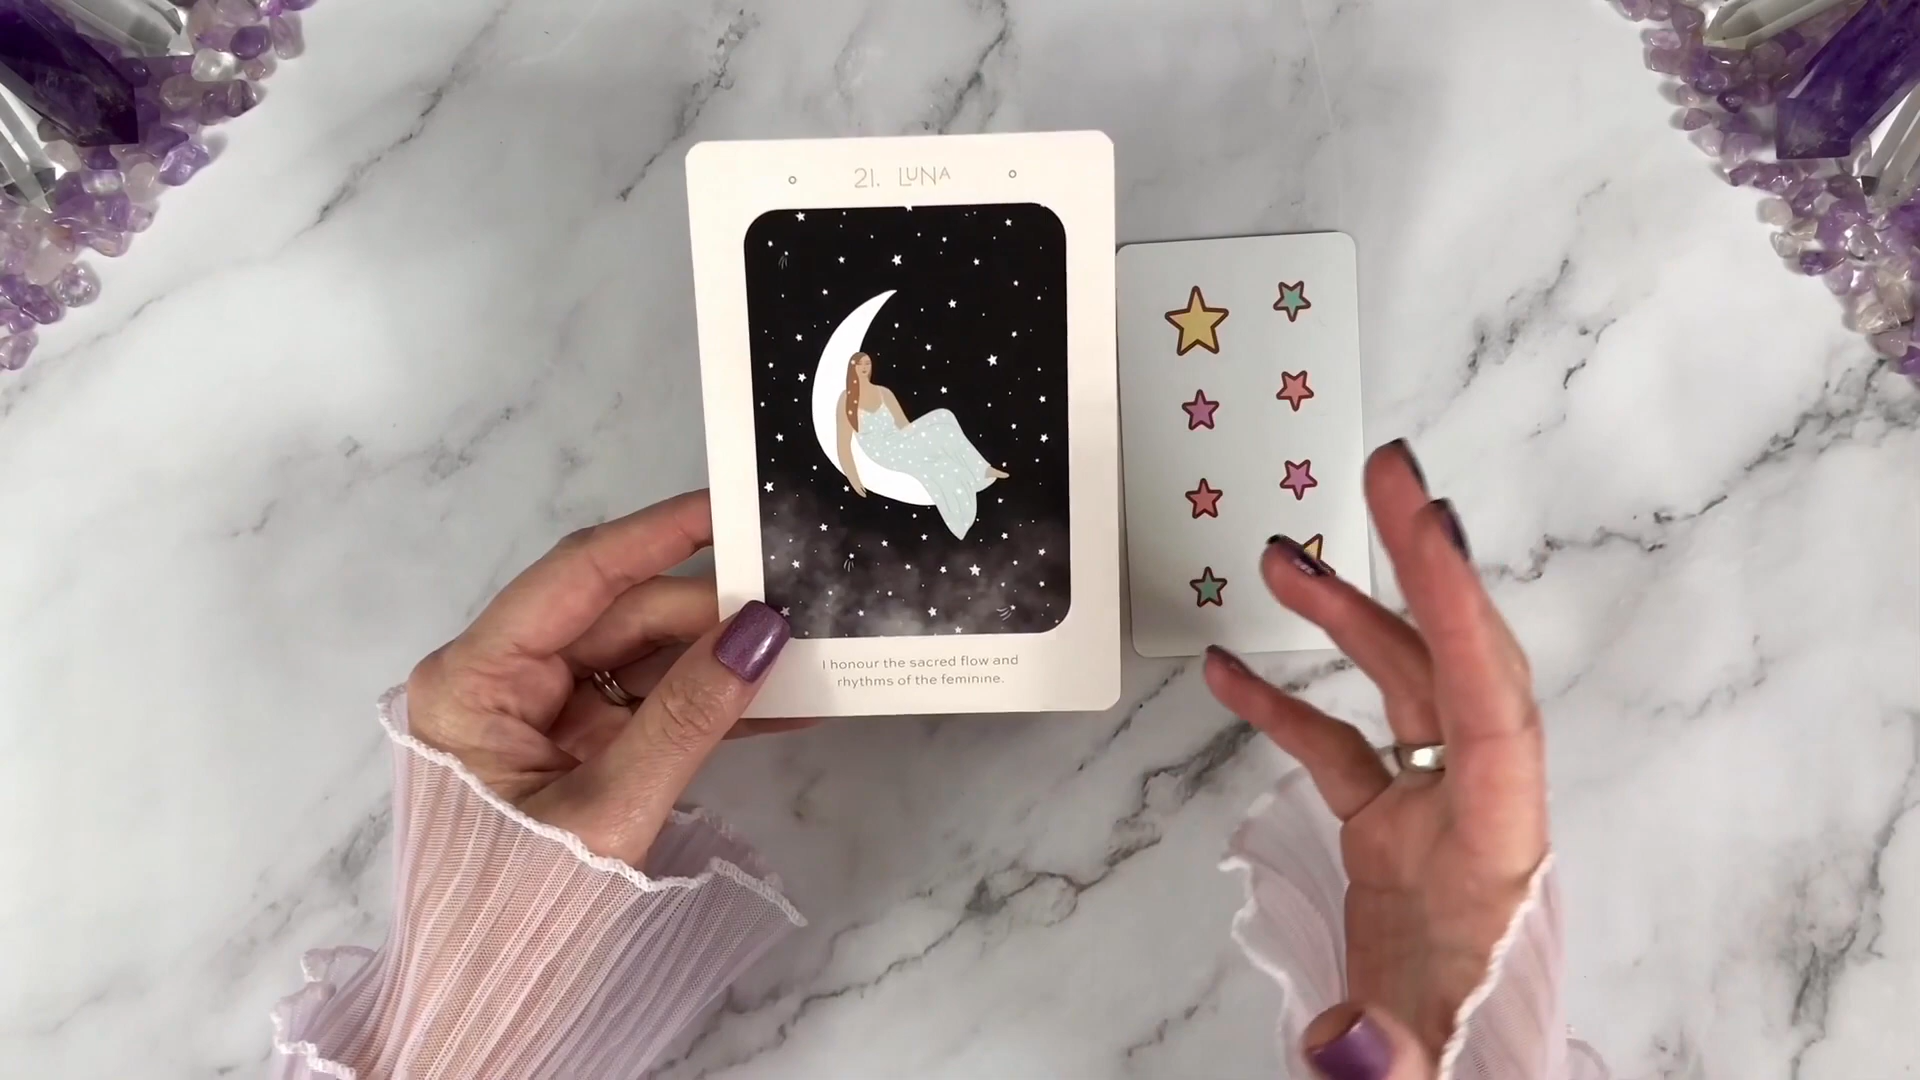 21. LUNA
I honour the sacred flow and
rhythms of the feminine.